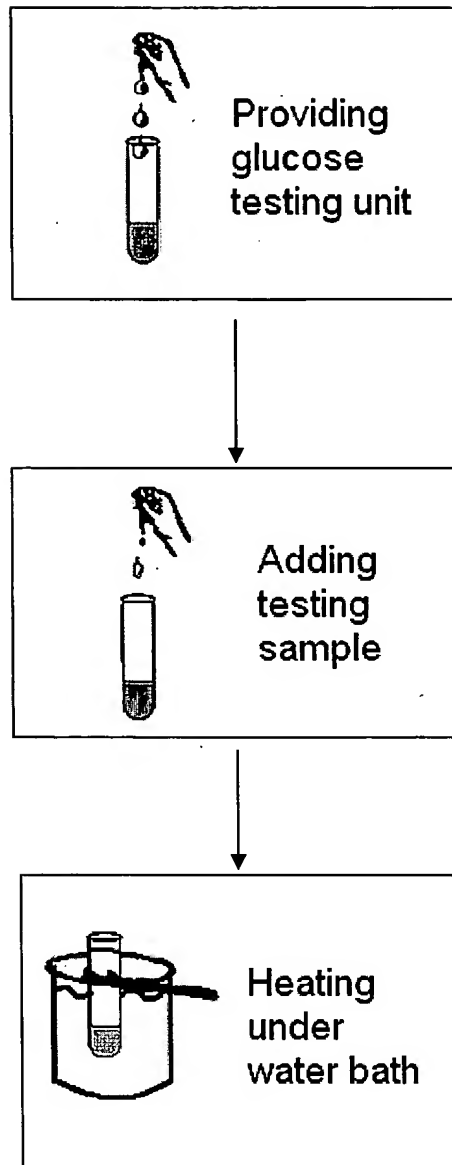 Providing
glucose
testing unit
Adding
testing
sample
Heating
under
water bath